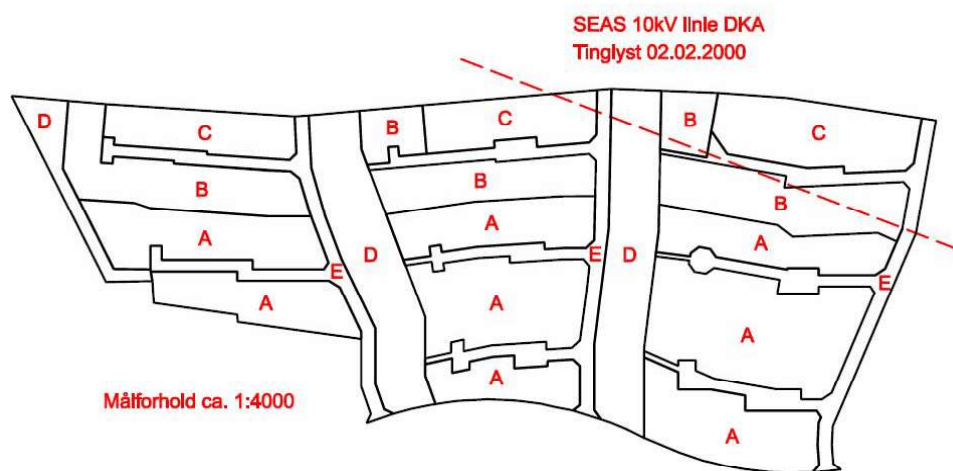 SEAS 10kV linie DKA
Tinglyst 02.02.2000
D
C
B
C
B
C
B
B
B
A
A
A
D
E
E
D
E
A
A
A
A
A
Målforhold ca. 1:4000